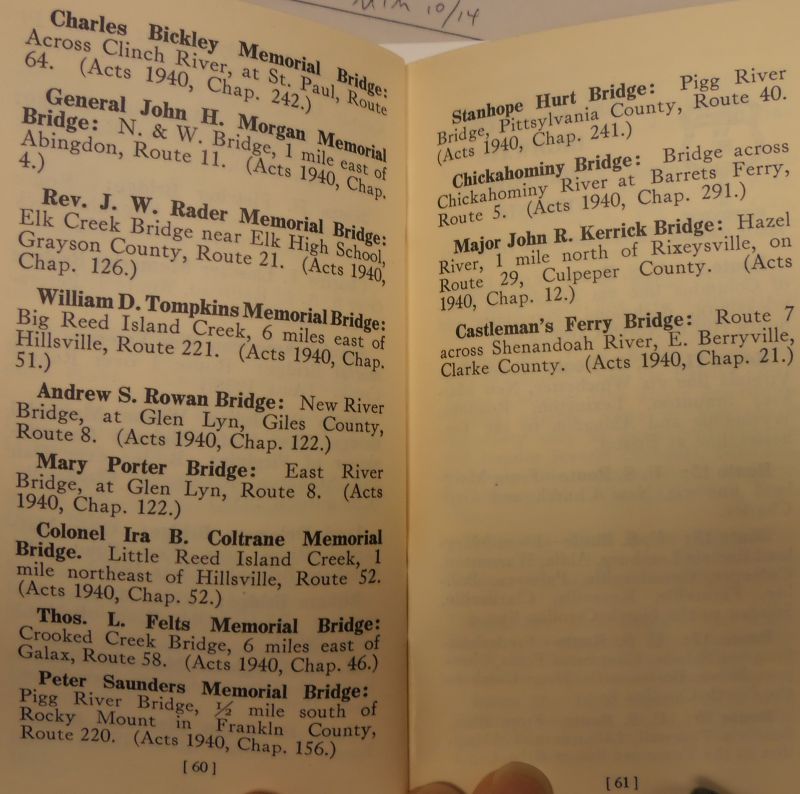 MTM 10/14
Charles Bickley Memorial Bridge:
Across Clinch River, at St. Paul, Route
64. (Acts 1940, Chap. 242.)
General John H. Morgan Memorial
Bridge: N. & W. Bridge, 1 mile east of
Abingdon, Route 11. (Acts 1940, Chap.
4.)
Rev. J. W. Rader Memorial Bridge:
Elk Creek Bridge near Elk High School,
Grayson County, Route 21. (Acts 1940,
Chap. 126.)
William D. Tompkins Memorial Bridge:
Big Reed Island Creek, 6 miles east of
Hillsville, Route 221. (Acts 1940, Chap.
51.)
Andrew S. Rowan Bridge: New River
Bridge, at Glen Lyn, Giles County,
Route 8. (Acts 1940, Chap. 122.)
Mary Porter Bridge: East River
Bridge, at Glen Lyn, Route 8. (Acts
1940, Chap. 122.)
Colonel Ira B. Coltrane Memorial
Bridge. Little Reed Island Creek, 1
mile northeast of Hillsville, Route 52.
(Acts 1940, Chap. 52.)
Thos. L. Felts Memorial Bridge:
Crooked Creek Bridge, 6 miles east of
Galax, Route 58. (Acts 1940, Chap. 46.)
Peter Saunders Memorial Bridge:
Pigg River Bridge, ½ mile south of
Rocky Mount in Frankln County,
Route 220. (Acts 1940, Chap. 156.)
[ 60 ]
Stanhope Hurt Bridge: Pigg River
Bridge, Pittsylvania County, Route 40.
(Acts 1940, Chap. 241.)
Chickahominy Bridge: Bridge across
Chickahominy River at Barrets Ferry,
Route 5. (Acts 1940, Chap. 291.)
Major John R. Kerrick Bridge: Hazel
River, 1 mile north of Rixeysville, on
Route 29, Culpeper County. (Acts
1940, Chap. 12.)
Castleman's Ferry Bridge: Route 7
across Shenandoah River, E. Berryville,
Clarke County. (Acts 1940, Chap. 21.)
[ 61 ]